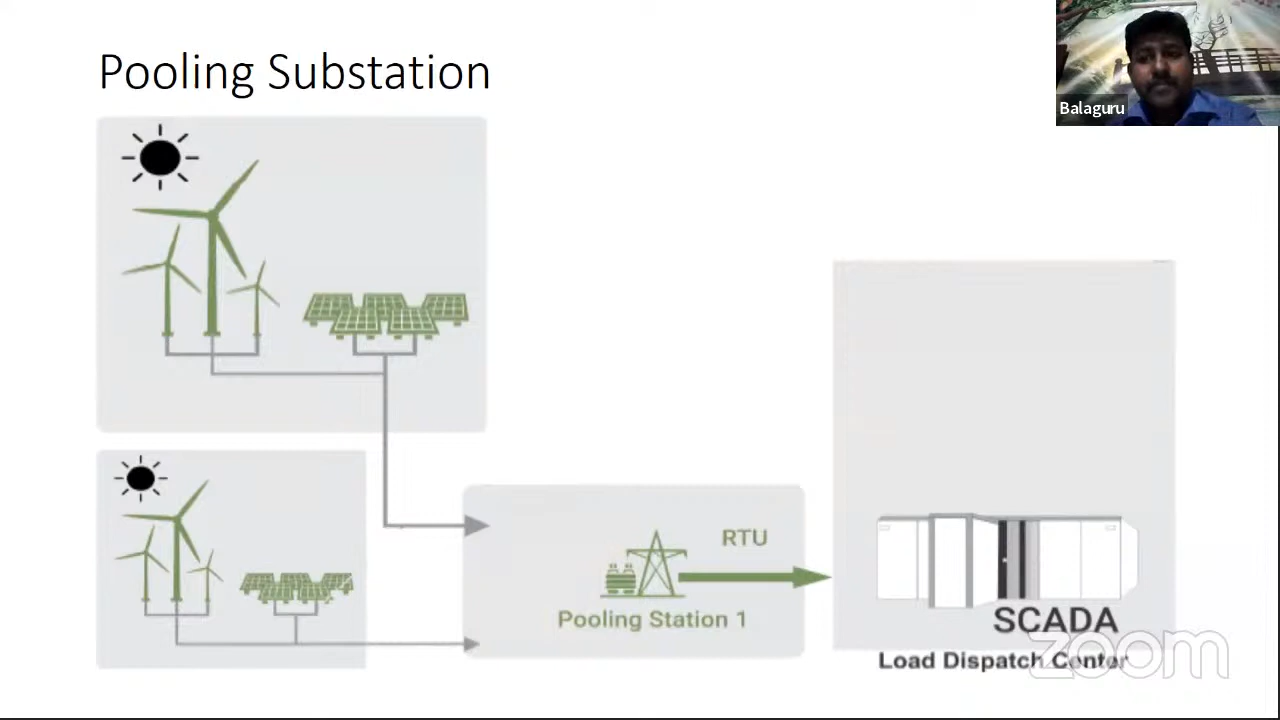 Pooling Substation
Balaguru
RTU
Pooling Station 1
SCADA
Load Dispatch Center
zoom